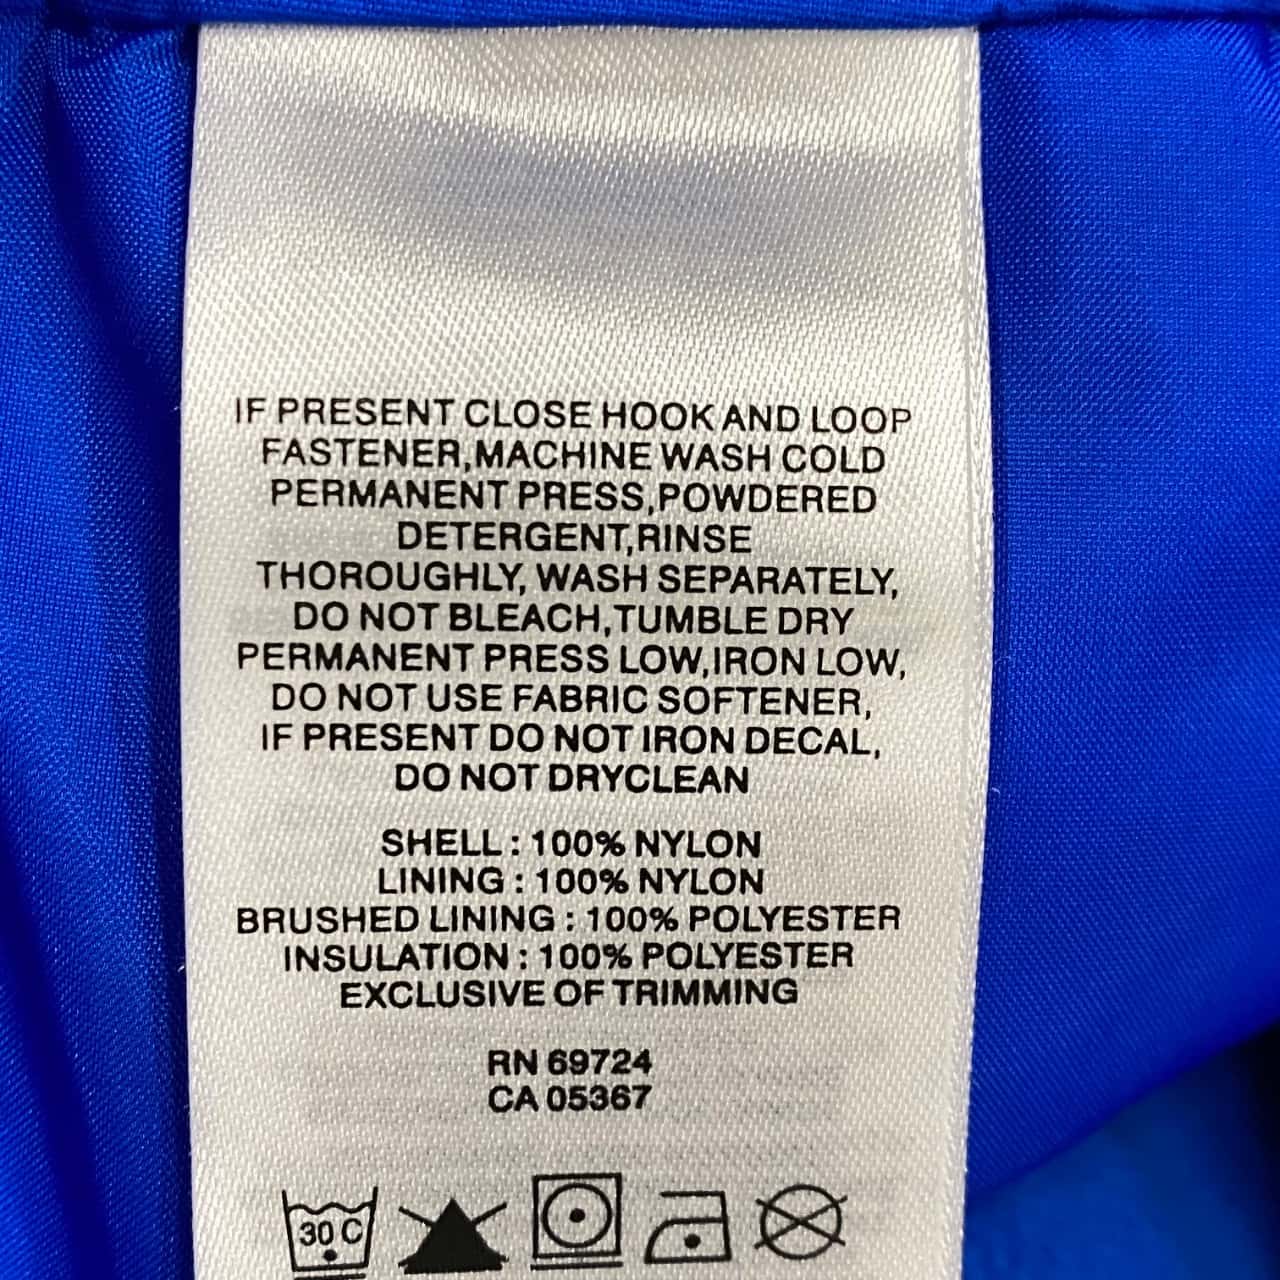 IF PRESENT CLOSE HOOK AND LOOP
FASTENER,MACHINE WASH COLD
PERMANENT PRESS,POWDERED
DETERGENT,RINSE
THOROUGHLY, WASH SEPARATELY,
DO NOT BLEACH,TUMBLE DRY
PERMANENT PRESS LOW,IRON LOW,
DO NOT USE FABRIC SOFTENER,
IF PRESENT DO NOT IRON DECAL,
DO NOT DRYCLEAN
SHELL : 100% NYLON
LINING : 100% NYLON
BRUSHED LINING : 100% POLYESTER
INSULATION : 100% POLYESTER
EXCLUSIVE OF TRIMMING
RN 69724
CA 05367
30 C